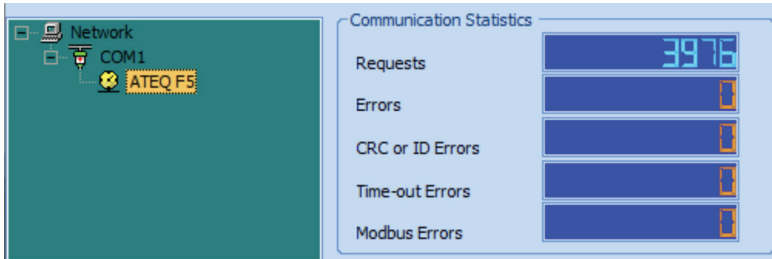 Network
COM1
ATEQ F5
Communication Statistics
Requests 3976
Errors 0
CRC or ID Errors 0
Time-out Errors 0
Modbus Errors 0